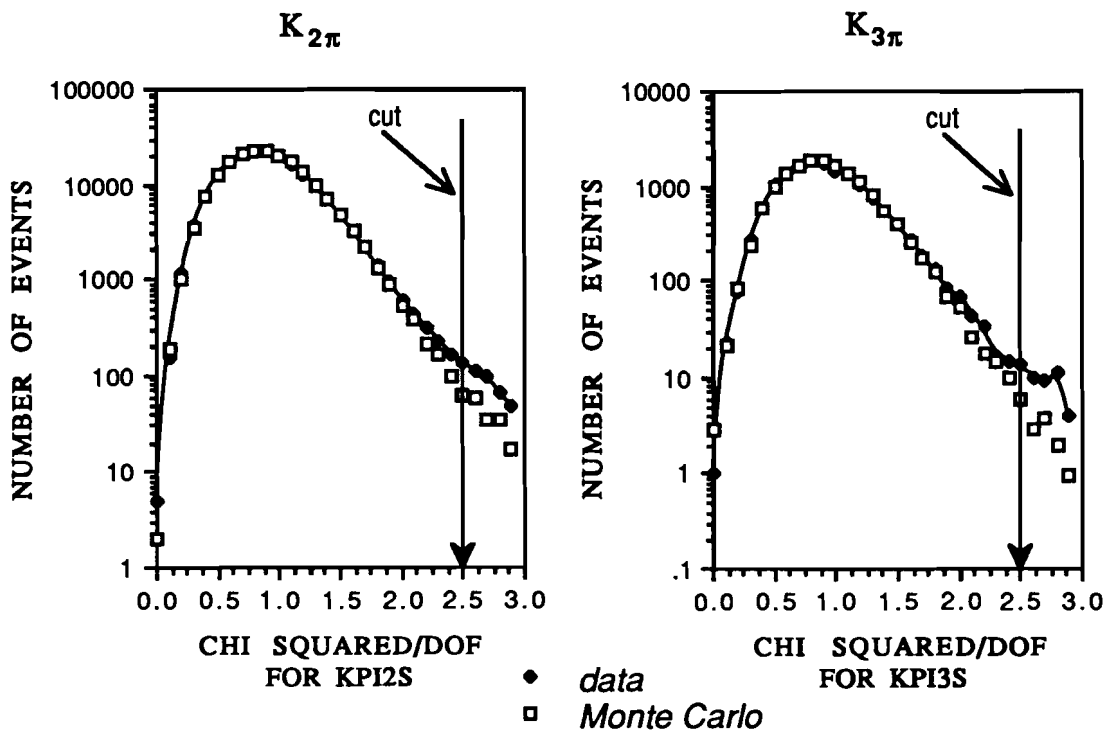 K2π
NUMBER OF EVENTS
100000
10000
1000
100
10
1
cut
0.0 0.5 1.0 1.5 2.0 2.5 3.0
CHI SQUARED/DOF
FOR KPI2S
K3π
NUMBER OF EVENTS
10000
1000
100
10
1
.1
cut
0.0 0.5 1.0 1.5 2.0 2.5 3.0
CHI SQUARED/DOF
FOR KPI3S
data
Monte Carlo